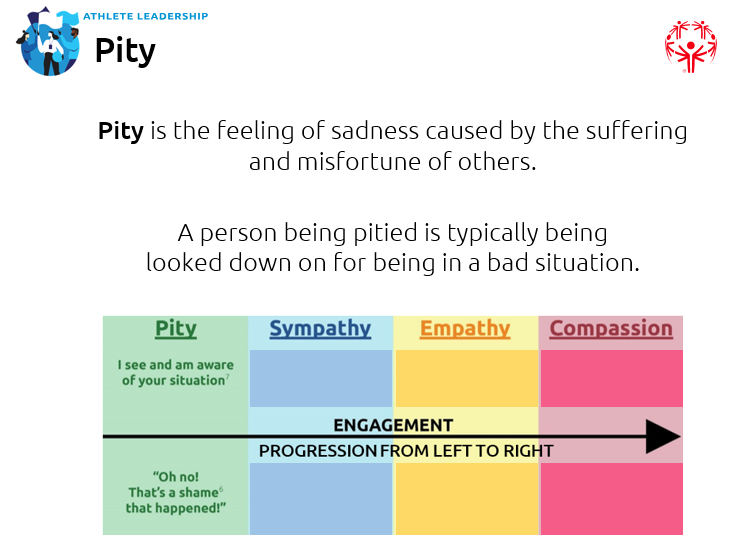 ATHLETE LEADERSHIP
Pity
Pity is the feeling of sadness caused by the suffering
and misfortune of others.
A person being pitied is typically being
looked down on for being in a bad situation.
Pity Sympathy Empathy Compassion
I see and am aware
of your situation⁷
ENGAGEMENT
PROGRESSION FROM LEFT TO RIGHT
“Oh no!
That’s a shame⁶
that happened!”